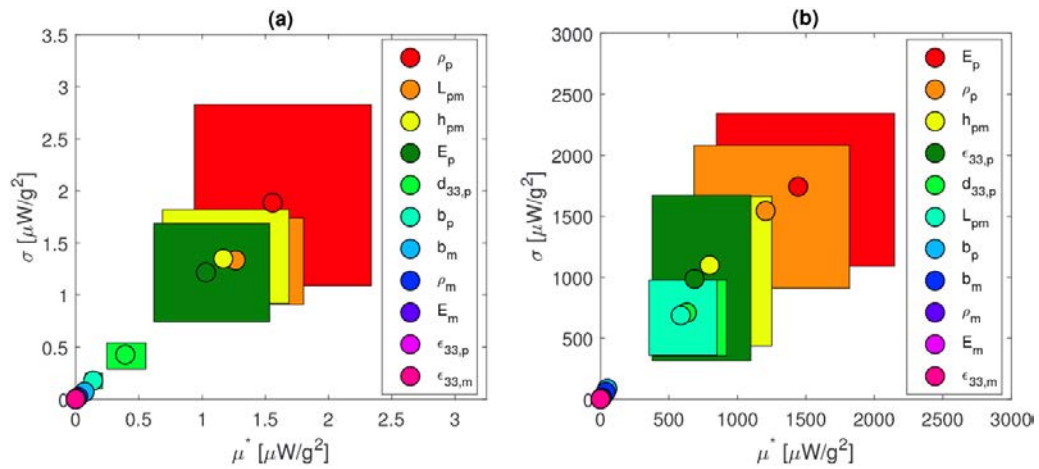 (a)
3.5
3
2.5
2
1.5
1
0.5
0
σ [μW/g²]
0 0.5 1 1.5 2 2.5 3
μ* [μW/g²]
ρp
Lpm
hpm
Ep
d33,p
bp
bm
ρm
Em
ϵ33,p
ϵ33,m
(b)
3000
2500
2000
1500
1000
500
0
σ [μW/g²]
0 500 1000 1500 2000 2500 3000
μ* [μW/g²]
Ep
ρp
hpm
ϵ33,p
d33,p
Lpm
bp
bm
ρm
Em
ϵ33,m